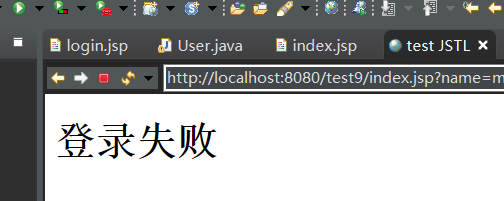 login.jsp User.java index.jsp test JSTL
http://localhost:8080/test9/index.jsp?name=m
登录失败